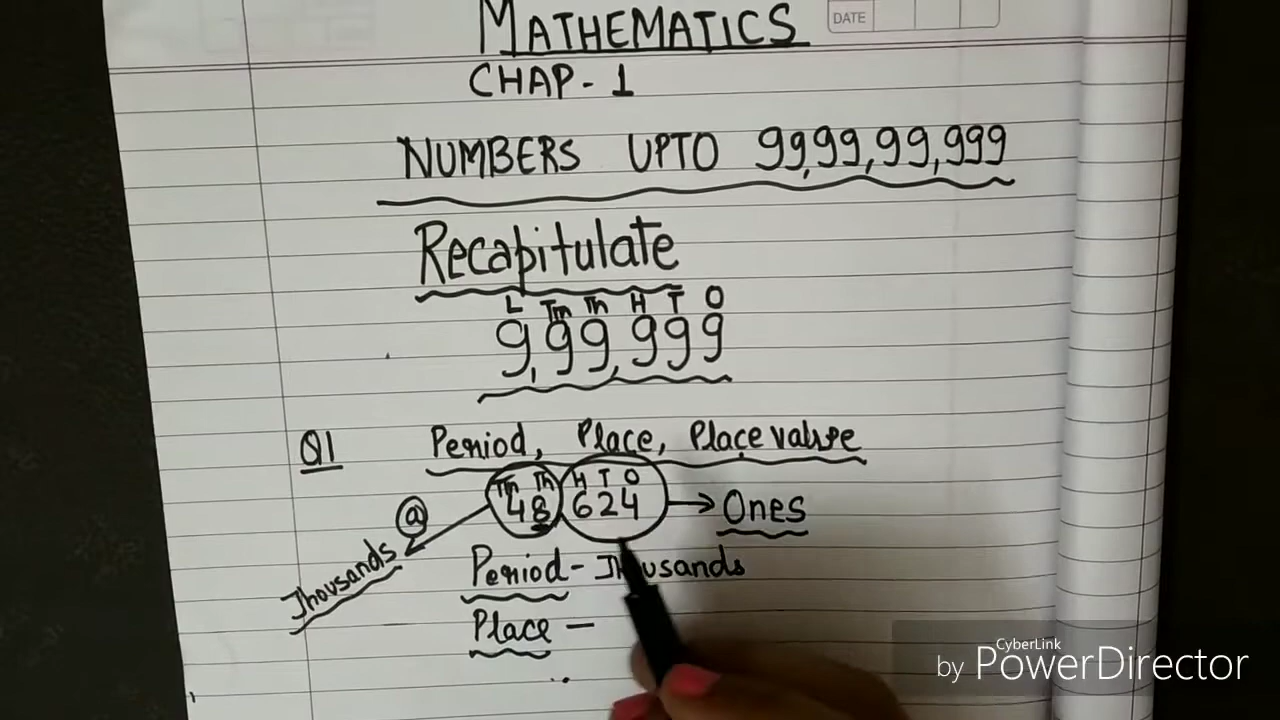 MATHEMATICS
DATE
CHAP - 1
NUMBERS UPTO 99,99,99,999
Recapitulate
L Tth Th H T O
9,99,999
Q1 Period, Place, Place value
Tth Th H T O
48 624 → Ones
a
Thousands
Period - Thousands
Place -
CyberLink
by PowerDirector